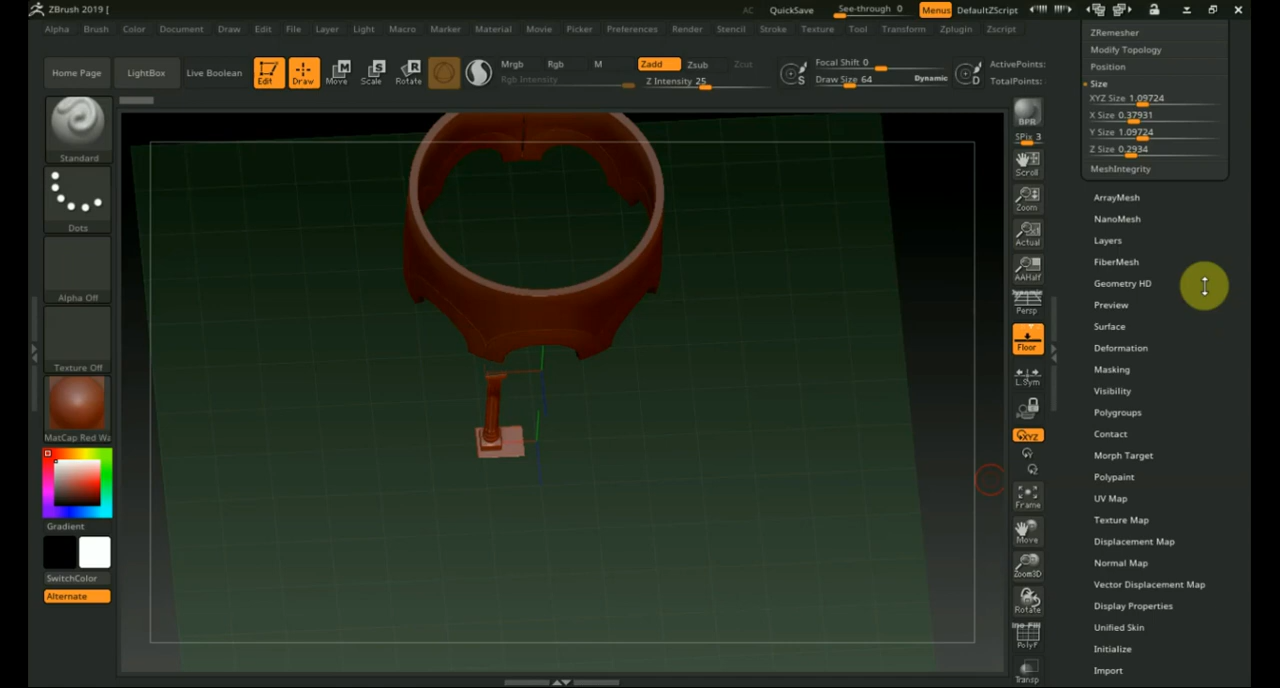 ZBrush 2019 [
AC QuickSave See-through 0 Menus DefaultZScript
Alpha Brush Color Document Draw Edit File Layer Light Macro Marker Material Movie Picker Preferences Render Stencil Stroke Texture Tool Transform Zplugin Zscript
Home Page LightBox Live Boolean Edit Draw Move Scale Rotate
Mrgb Rgb M Zadd Zsub Zcut
Rgb Intensity Z Intensity 25
Focal Shift 0
Draw Size 64 Dynamic
S
D
ActivePoints:
TotalPoints:
Standard
Dots
Alpha Off
Texture Off
MatCap Red Wa
Gradient
SwitchColor
Alternate
BPR
SPix 3
Scroll
Zoom
Actual
AAHalf
Dynamic
Persp
Floor
L.Sym
XYZ
Frame
Move
Zoom3D
Rotate
Line Fill
PolyF
Transp
ZRemesher
Modify Topology
Position
Size
XYZ Size 1.09724
X Size 0.37931
Y Size 1.09724
Z Size 0.2934
MeshIntegrity
ArrayMesh
NanoMesh
Layers
FiberMesh
Geometry HD
Preview
Surface
Deformation
Masking
Visibility
Polygroups
Contact
Morph Target
Polypaint
UV Map
Texture Map
Displacement Map
Normal Map
Vector Displacement Map
Display Properties
Unified Skin
Initialize
Import